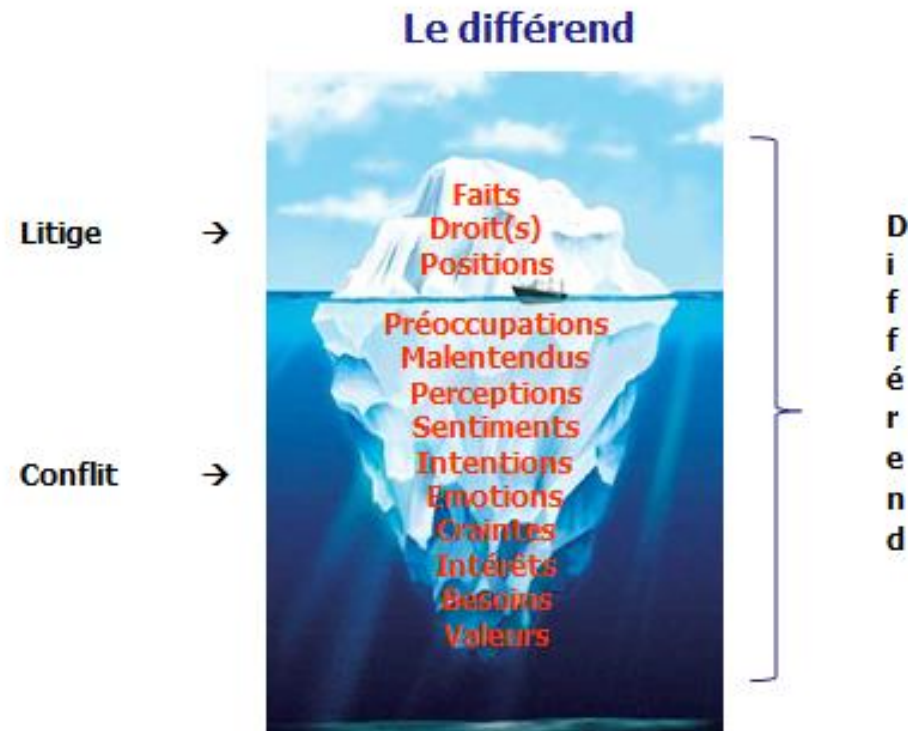 Le différend
Litige →
Faits
Droit(s)
Positions
Préoccupations
Malentendus
Perceptions
Sentiments
Conflit →
Intentions
Emotions
Craintes
Intérêts
Besoins
Valeurs
D
i
f
f
é
r
e
n
d